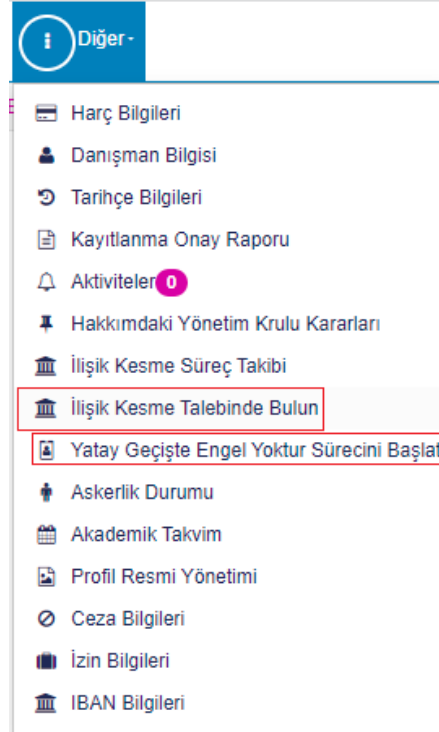 Diğer
Harç Bilgileri
Danışman Bilgisi
Tarihçe Bilgileri
Kayıtlanma Onay Raporu
Aktiviteler 0
Hakkımdaki Yönetim Krulu Kararları
İlişik Kesme Süreç Takibi
İlişik Kesme Talebinde Bulun
Yatay Geçişte Engel Yoktur Sürecini Başlat
Askerlik Durumu
Akademik Takvim
Profil Resmi Yönetimi
Ceza Bilgileri
İzin Bilgileri
IBAN Bilgileri